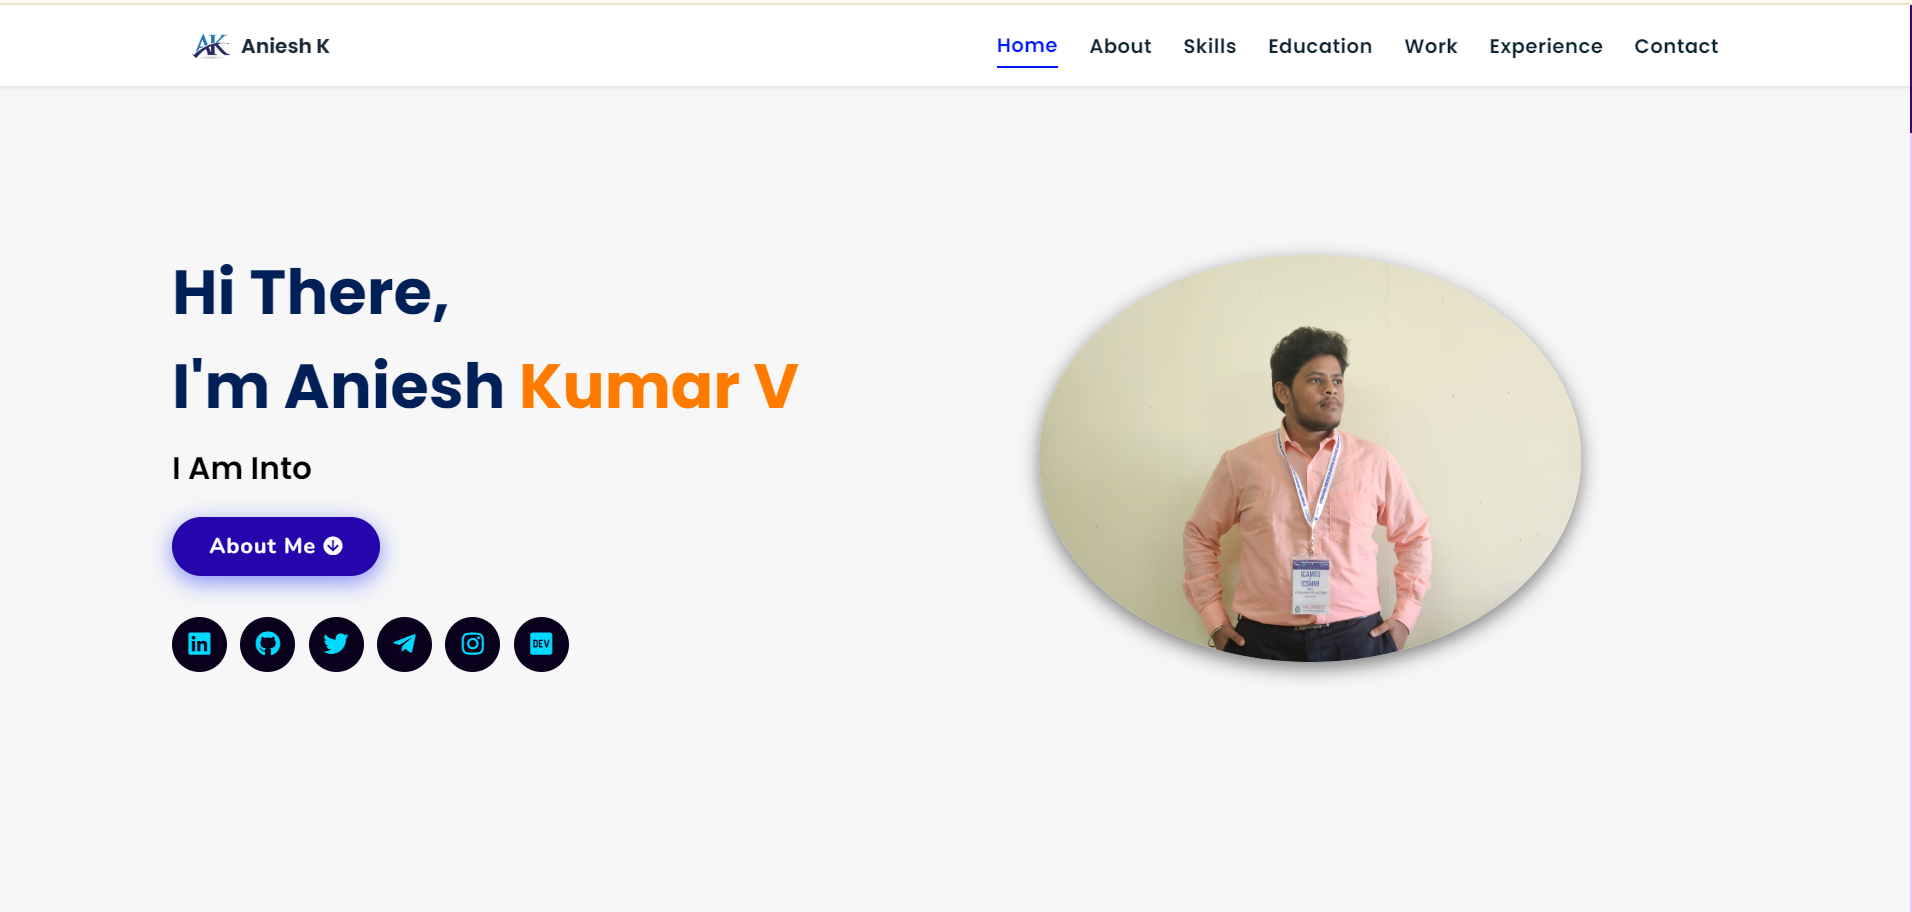 AK Aniesh K
Home About Skills Education Work Experience Contact
Hi There,
I'm Aniesh Kumar V
I Am Into
About Me
DEV